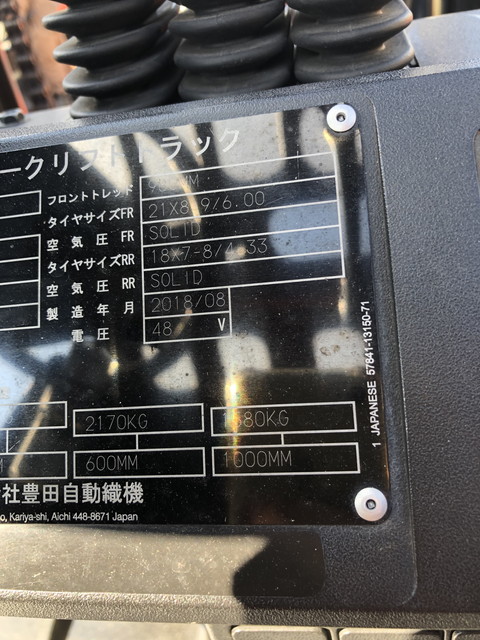 ークリフトトラック
フロントトレッド
タイヤサイズFR 21X8-9/6.00
空気圧 FR SOLID
タイヤサイズRR 18X7-8/4.33
空気圧 RR SOLID
製造年月 2018/08
電圧 48 V
2170KG
600MM 1000MM
社豊田自動織機
Kariya-shi, Aichi 448-8671 Japan
1 JAPANESE 57841-13150-71